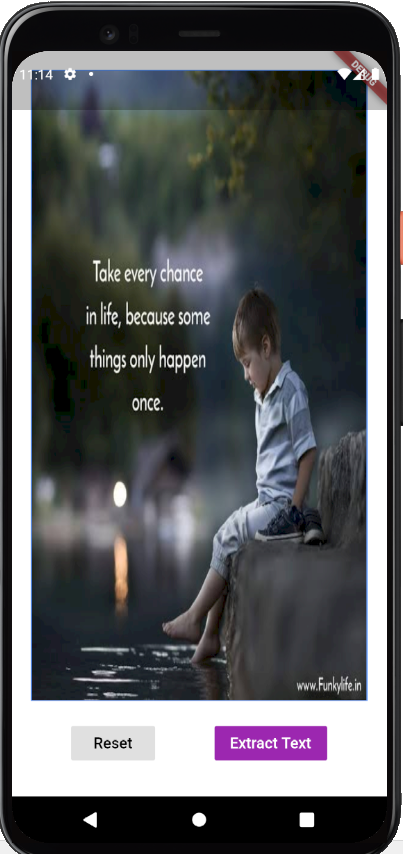 11:14
DEBUG
Take every chance
in life, because some
things only happen
once.
www.Funkylife.in
Reset
Extract Text